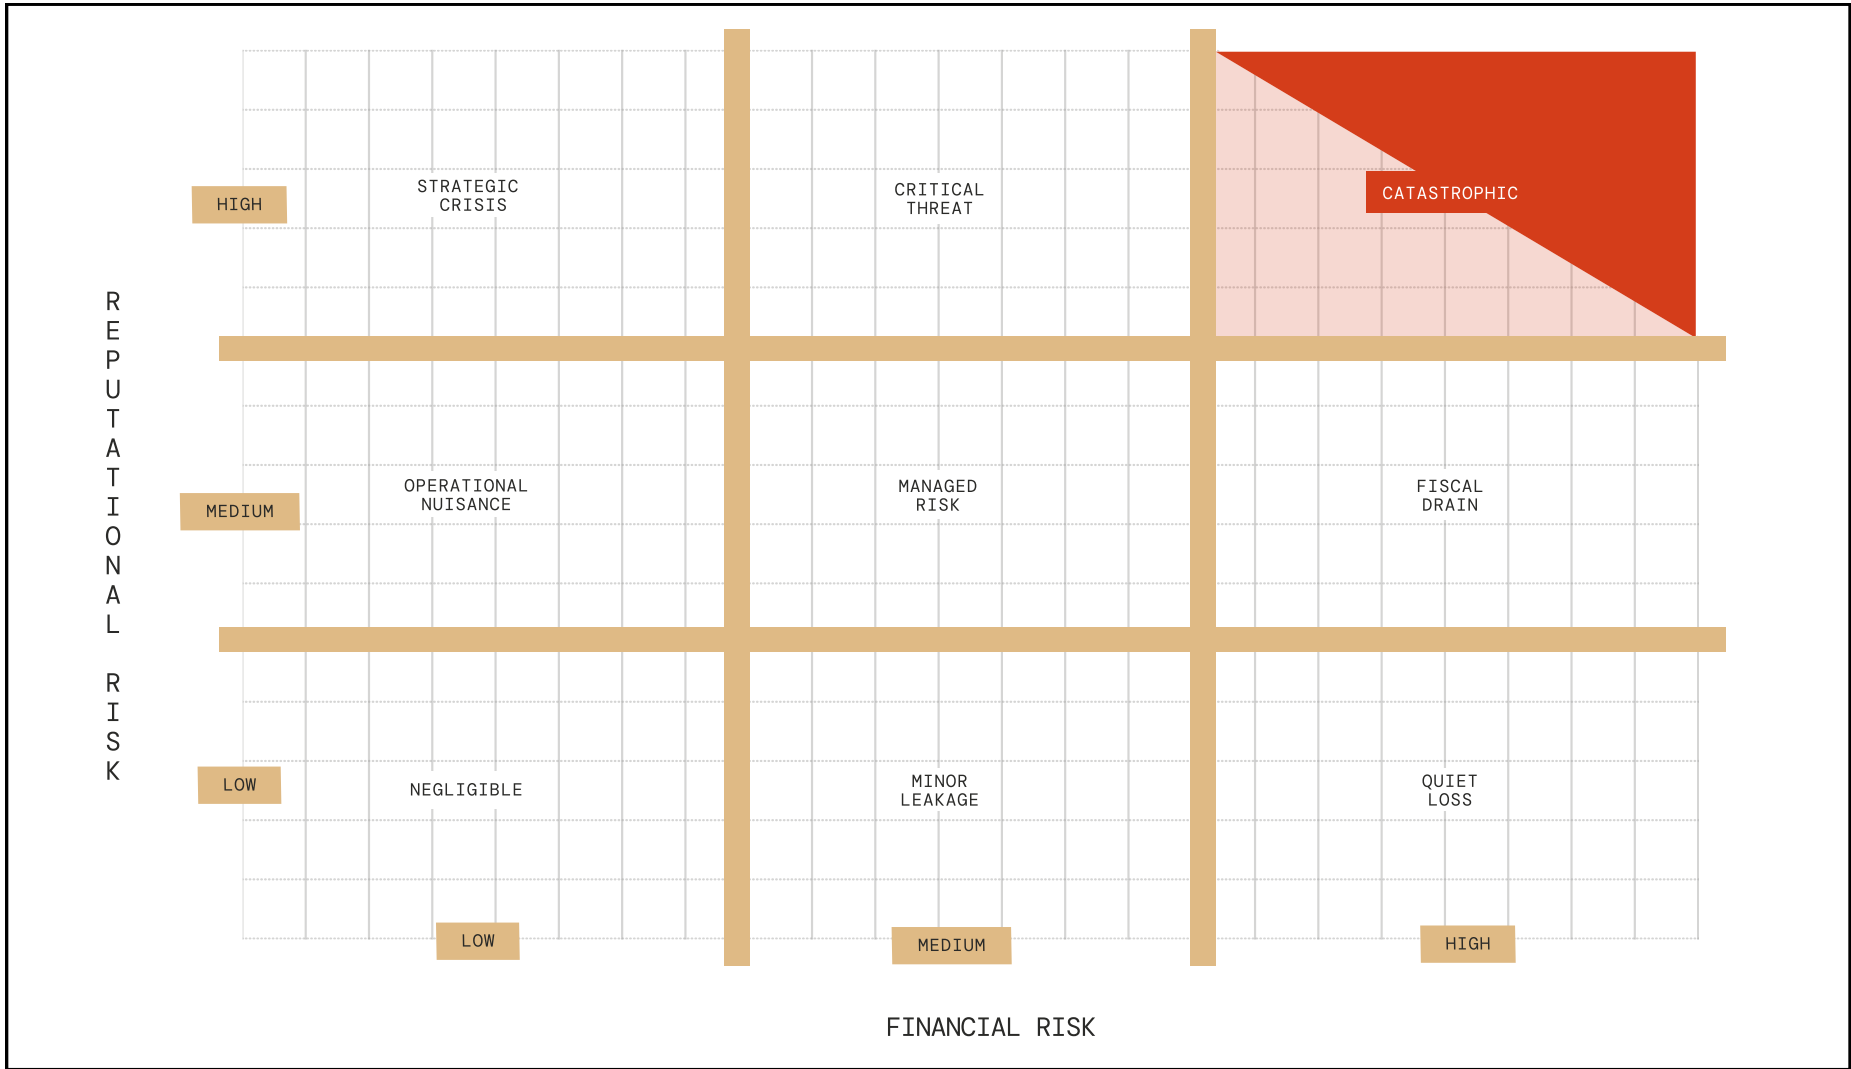 HIGH
STRATEGIC
CRISIS
CRITICAL
THREAT
CATASTROPHIC
REPUTATIONAL RISK
MEDIUM
OPERATIONAL
NUISANCE
MANAGED
RISK
FISCAL
DRAIN
LOW
NEGLIGIBLE
MINOR
LEAKAGE
QUIET
LOSS
LOW
MEDIUM
HIGH
FINANCIAL RISK